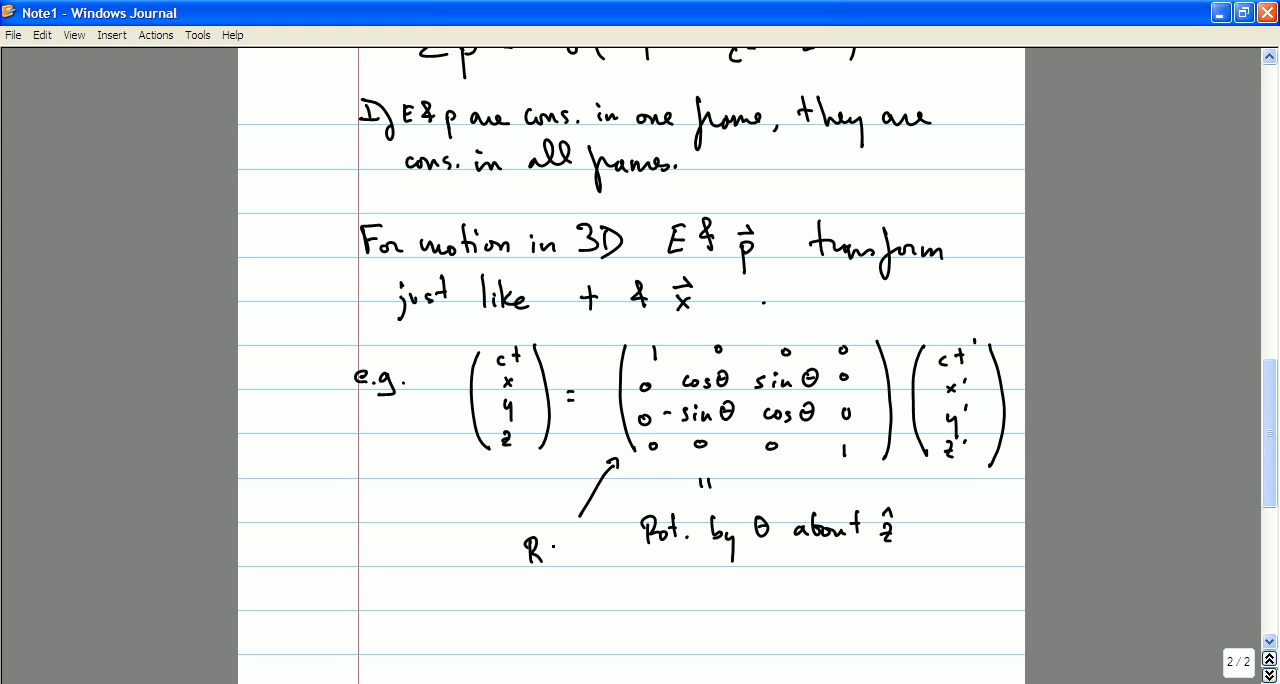 Note1 - Windows Journal
File Edit View Insert Actions Tools Help
If E & p are cons. in one frame, they are
cons. in all frames.
For motion in 3D E & p⃗ transform
just like t & x⃗ .
e.g. ( ct x y z ) = ( 1 0 0 0
0 cosθ sinθ 0
0 -sinθ cosθ 0
0 0 0 1 ) ( ct' x' y' z' )
"
R. Rot. by θ about ẑ
2 / 2